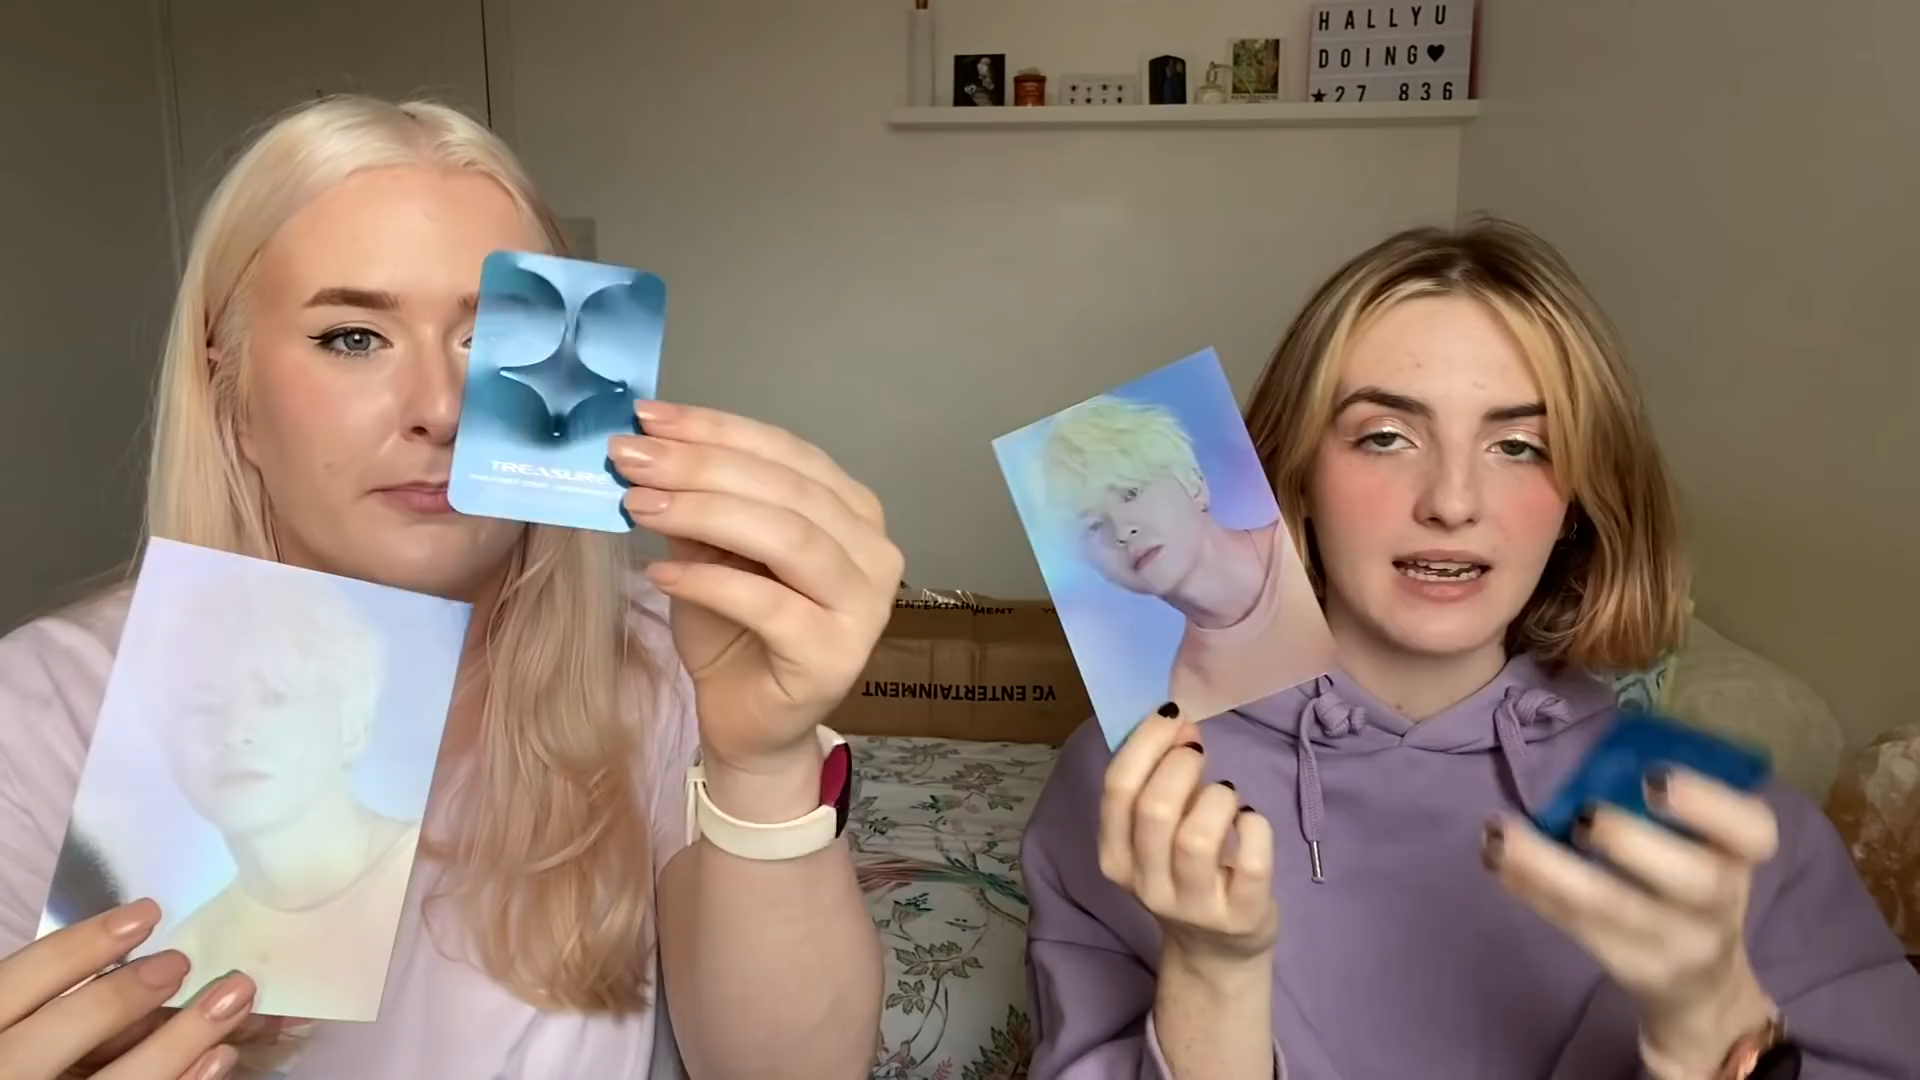 HALLYU
DOING♥
★27 836
TREASURE
ENTERTAINMENT
YG ENTERTAINMENT